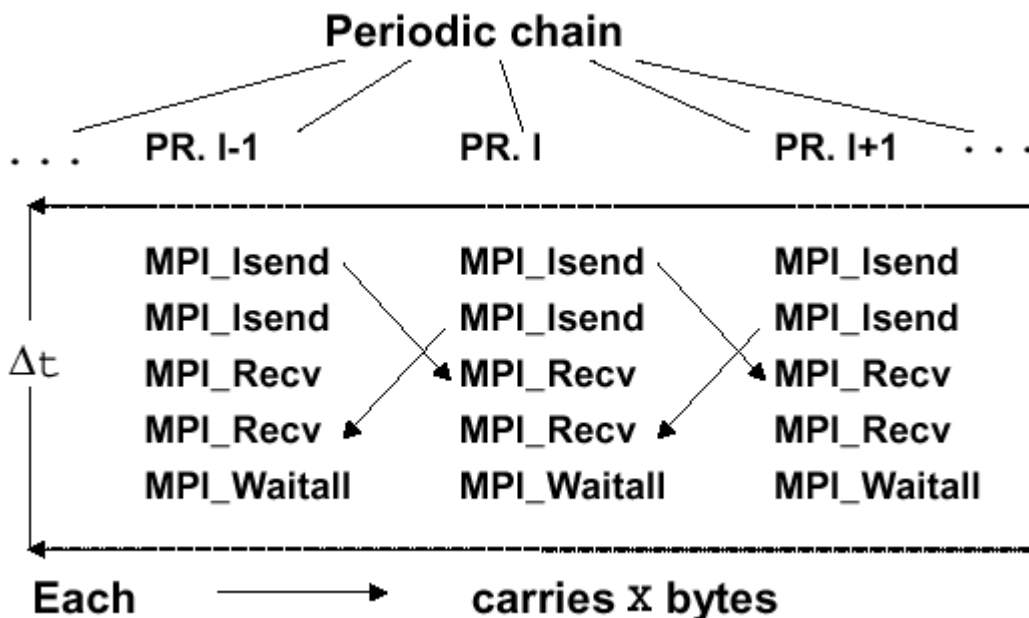 Periodic chain
. . . PR. I-1 PR. I PR. I+1 . . .
MPI_Isend MPI_Isend MPI_Isend
MPI_Isend MPI_Isend MPI_Isend
Δt MPI_Recv MPI_Recv MPI_Recv
MPI_Recv MPI_Recv MPI_Recv
MPI_Waitall MPI_Waitall MPI_Waitall
Each carries X bytes